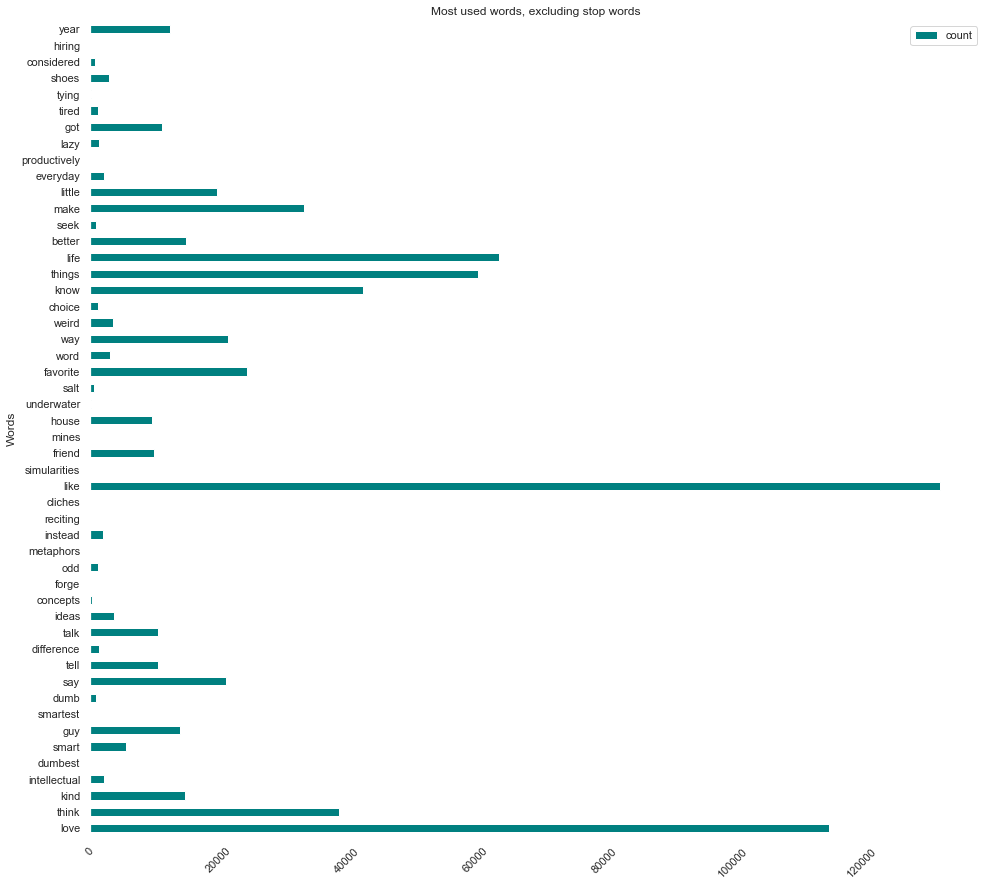 Most used words, excluding stop words
count
year
hiring
considered
shoes
tying
tired
got
lazy
productively
everyday
little
make
seek
better
life
things
know
choice
weird
way
word
favorite
salt
underwater
house
mines
friend
simularities
like
cliches
reciting
instead
metaphors
odd
forge
concepts
ideas
talk
difference
tell
say
dumb
smartest
guy
smart
dumbest
intellectual
kind
think
love
Words
0
20000
40000
60000
80000
100000
120000